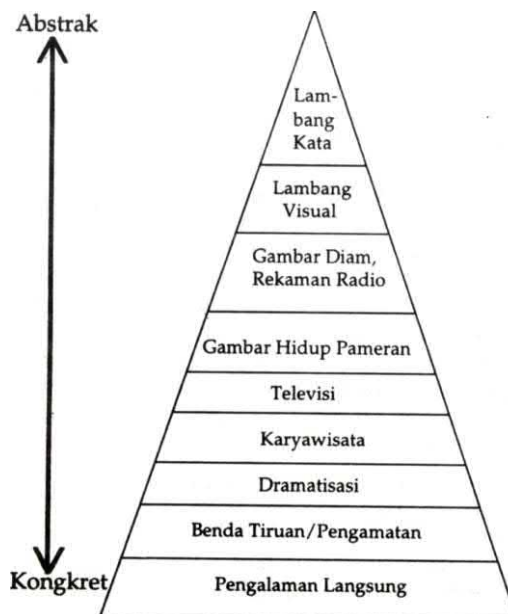 Abstrak
Lam-
bang
Kata
Lambang
Visual
Gambar Diam,
Rekaman Radio
Gambar Hidup Pameran
Televisi
Karyawisata
Dramatisasi
Benda Tiruan/Pengamatan
Kongkret
Pengalaman Langsung